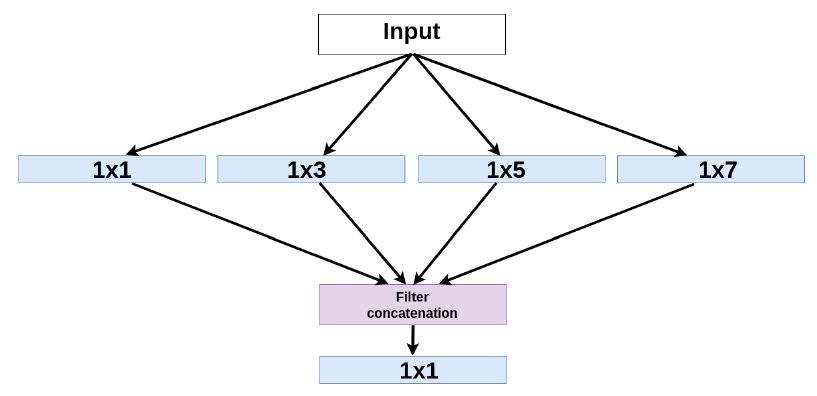 Input
1x1
1x3
1x5
1x7
Filter
concatenation
1x1